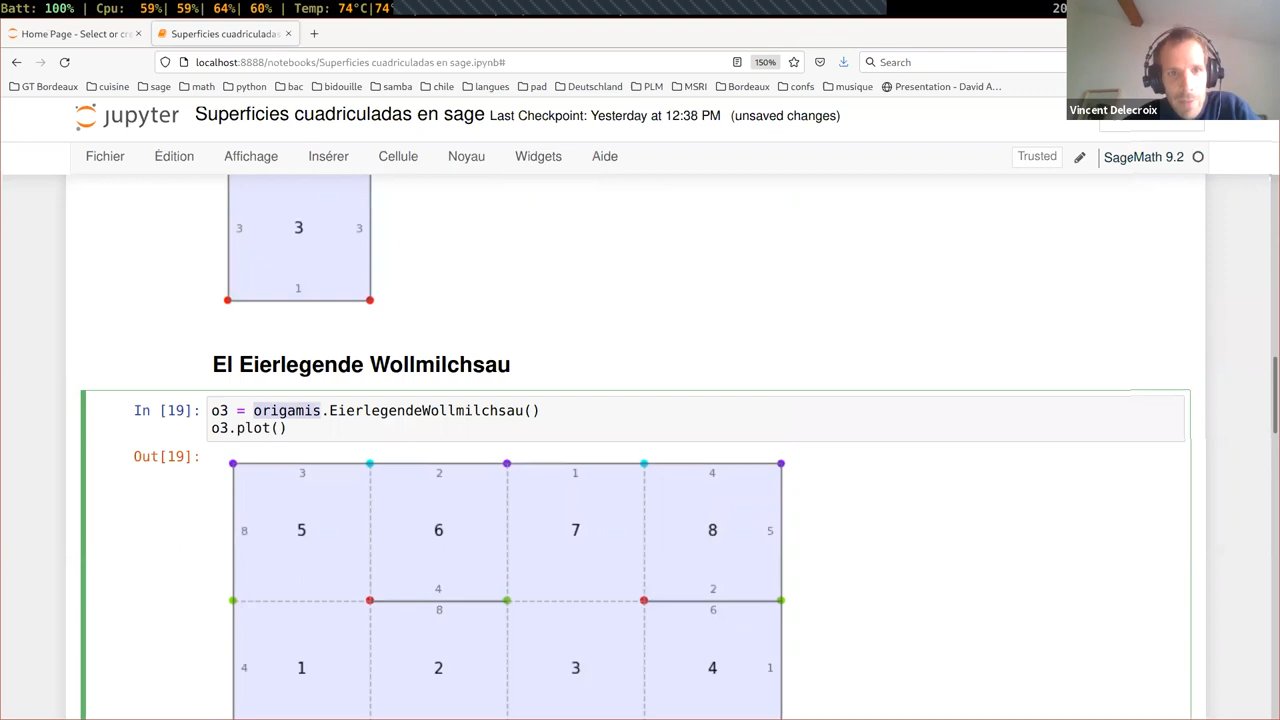 Batt: 100% | Cpu: 59%| 59%| 64%| 60% | Temp: 74°C|74°
20
Home Page - Select or cre
Superficies cuadriculadas
localhost:8888/notebooks/Superficies cuadriculadas en sage.ipynb#
150%
Search
GT Bordeaux cuisine sage math python bac bidouille samba chile langues pad Deutschland PLM MSRI Bordeaux confs musique Presentation - David A...
Vincent Delecroix
jupyter Superficies cuadriculadas en sage Last Checkpoint: Yesterday at 12:38 PM (unsaved changes)
Fichier Édition Affichage Insérer Cellule Noyau Widgets Aide
Trusted
SageMath 9.2
3 3 3
1
El Eierlegende Wollmilchsau
In [19]: o3 = origamis.EierlegendeWollmilchsau()
o3.plot()
Out[19]:
3 2 1 4
8 5 6 7 8 5
4 2
8 6
4 1 2 3 4 1